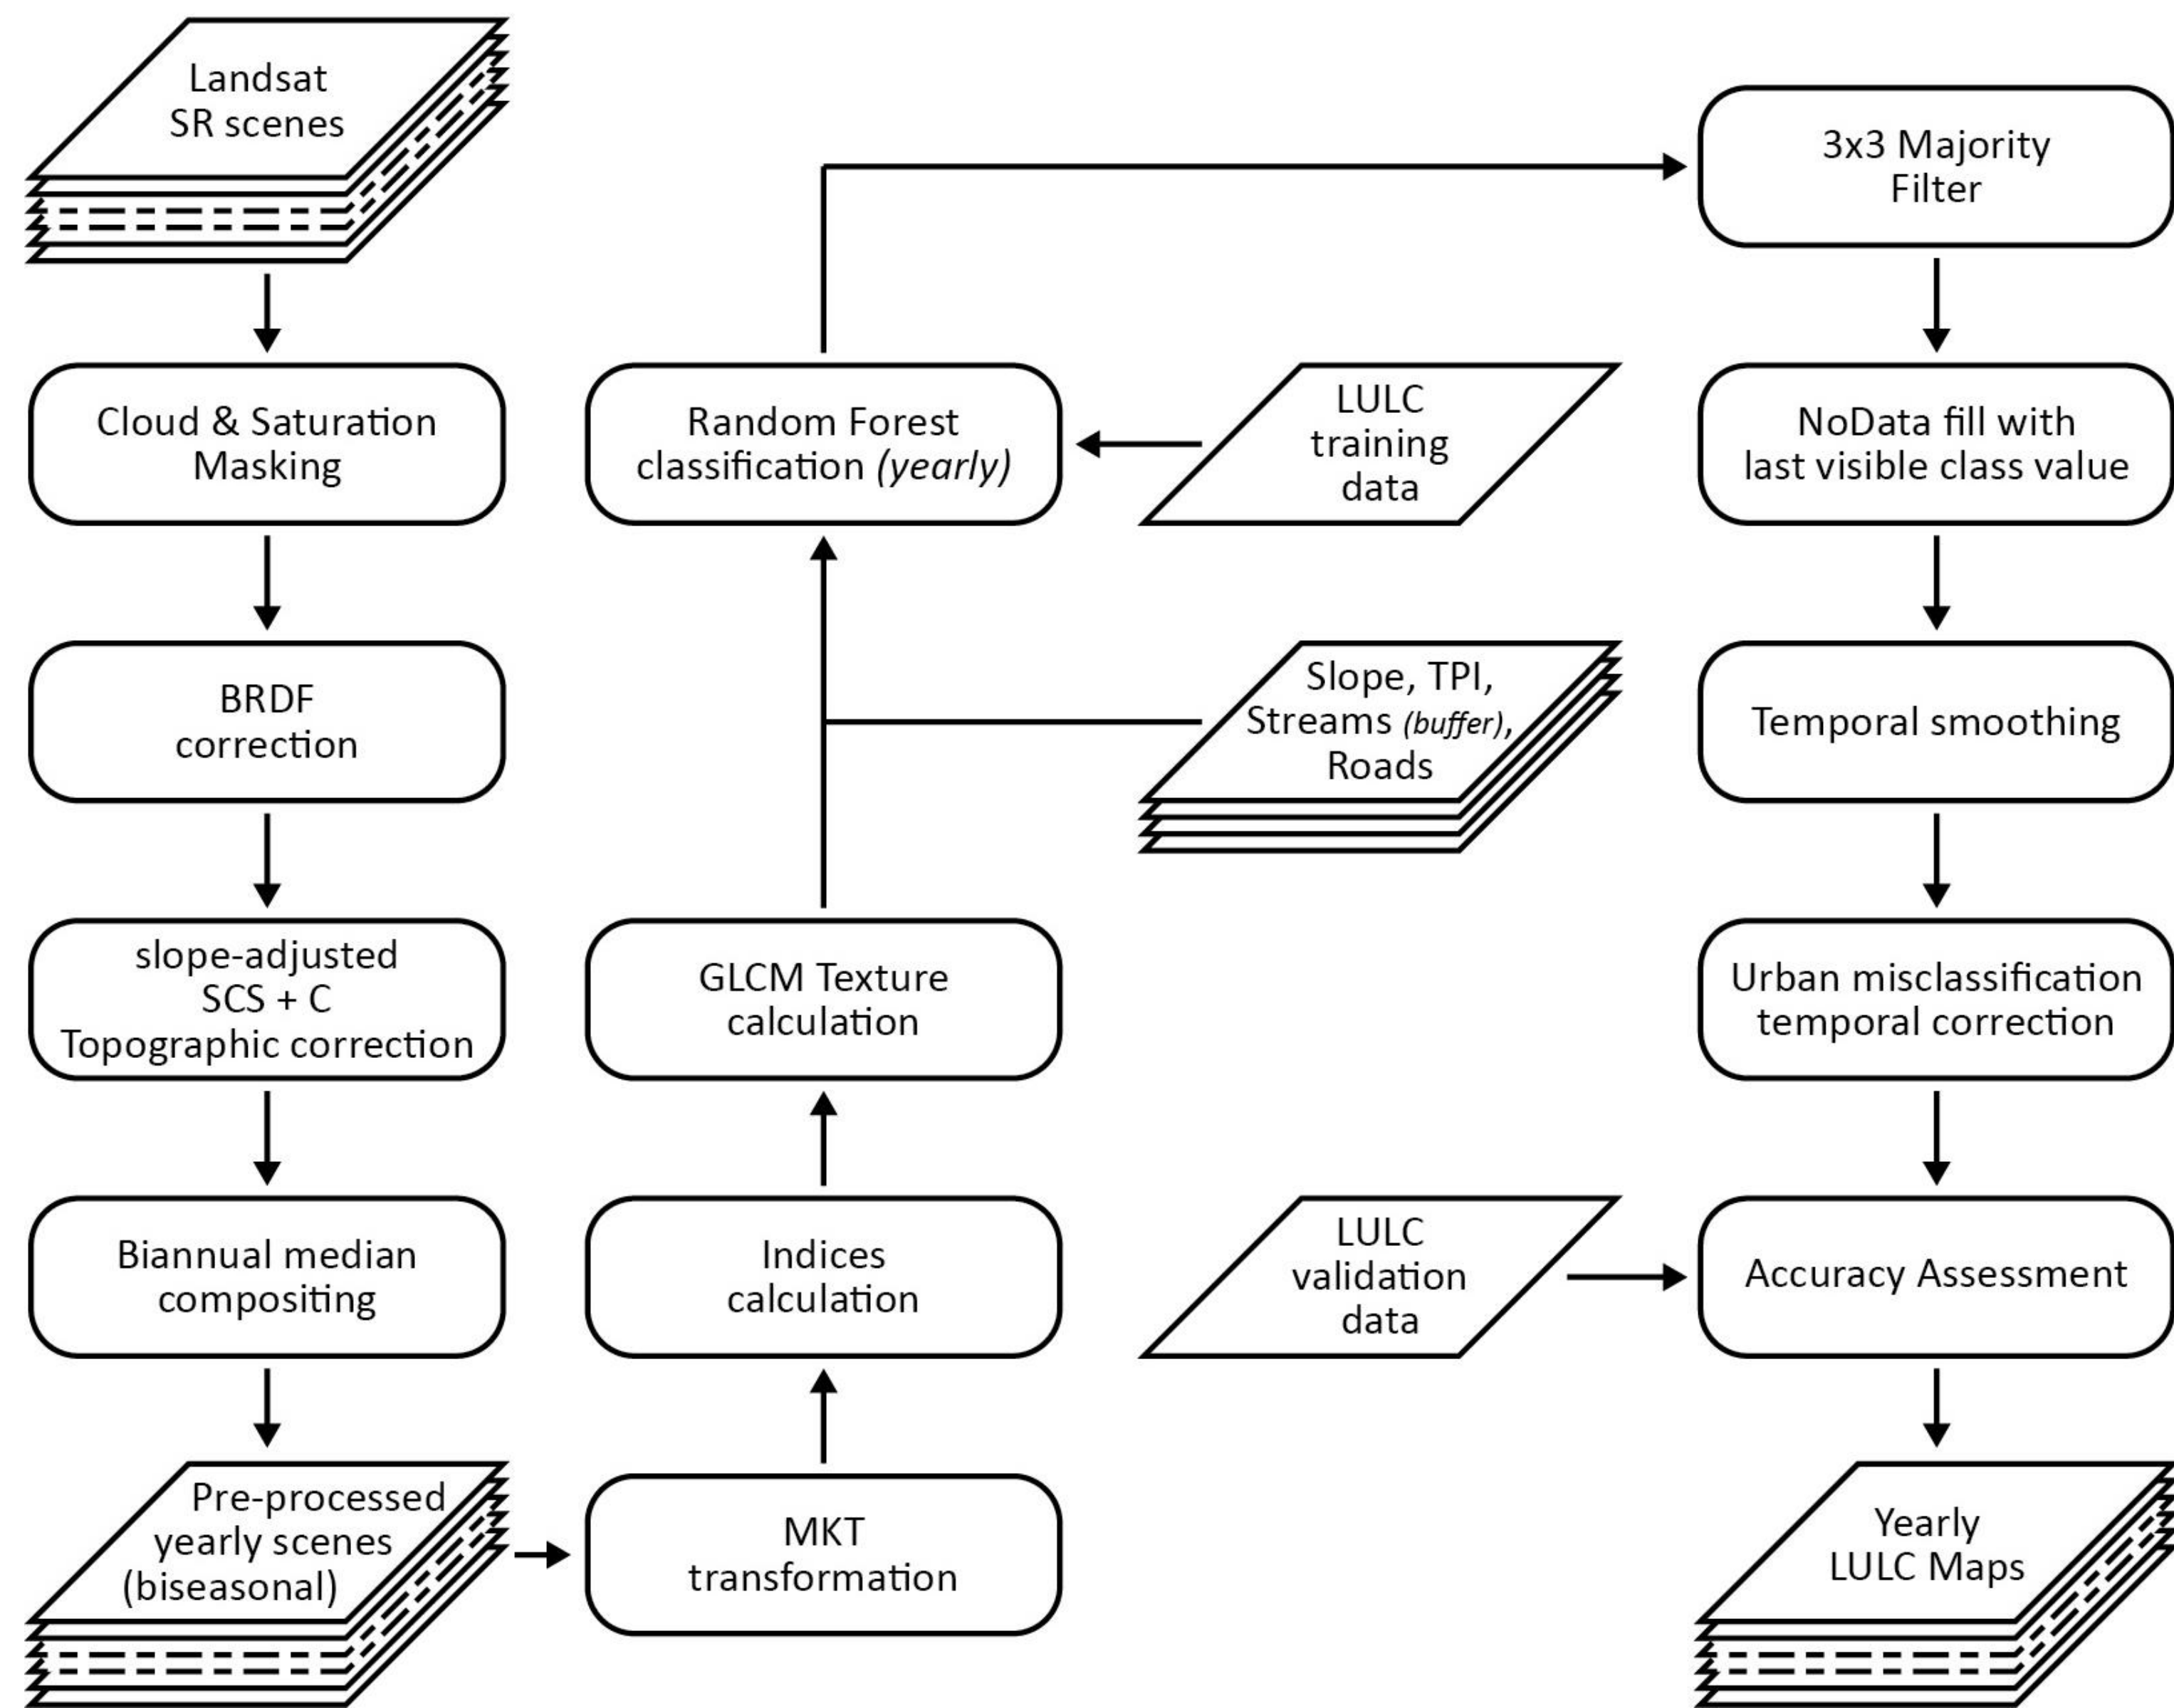 Landsat
SR scenes
Cloud & Saturation
Masking
BRDF
correction
slope-adjusted
SCS + C
Topographic correction
Biannual median
compositing
Pre-processed
yearly scenes
(biseasonal)
MKT
transformation
Indices
calculation
GLCM Texture
calculation
Slope, TPI,
Streams (buffer),
Roads
Random Forest
classification (yearly)
LULC
training
data
3x3 Majority
Filter
NoData fill with
last visible class value
Temporal smoothing
Urban misclassification
temporal correction
LULC
validation
data
Accuracy Assessment
Yearly
LULC Maps